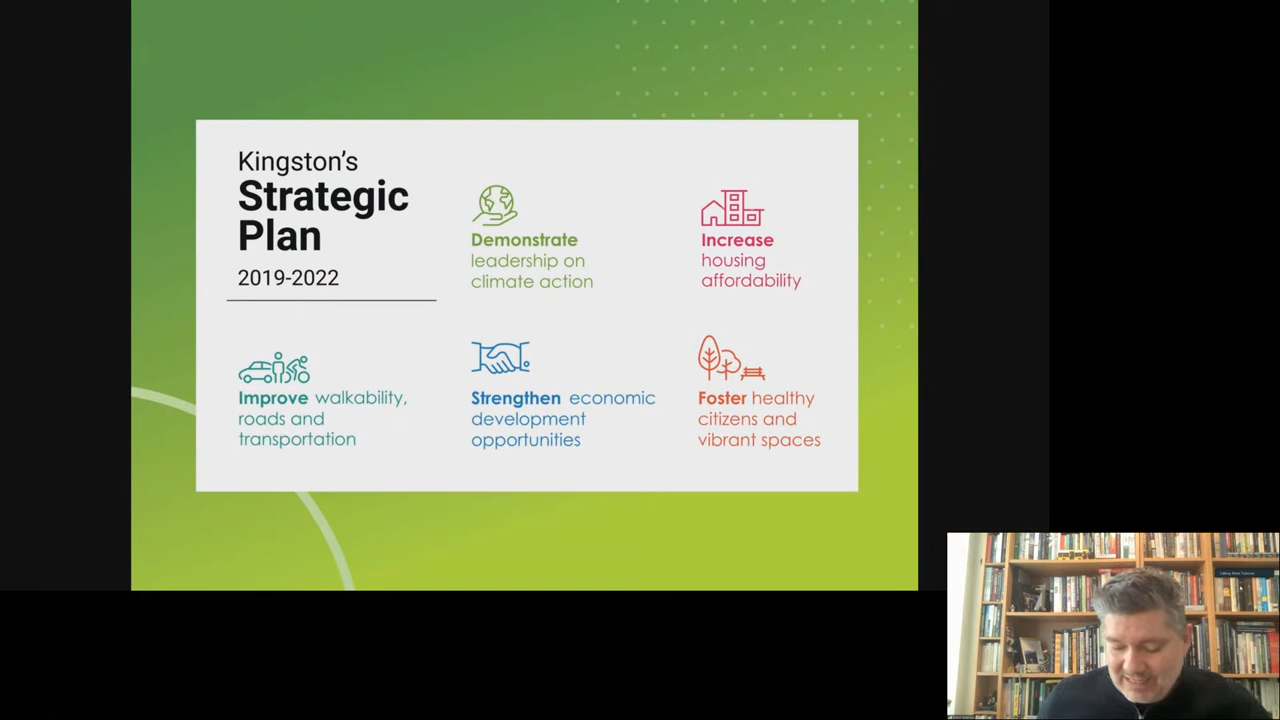 Kingston's
Strategic
Plan
2019-2022
Demonstrate
leadership on
climate action
Increase
housing
affordability
Improve walkability,
roads and
transportation
Strengthen economic
development
opportunities
Foster healthy
citizens and
vibrant spaces